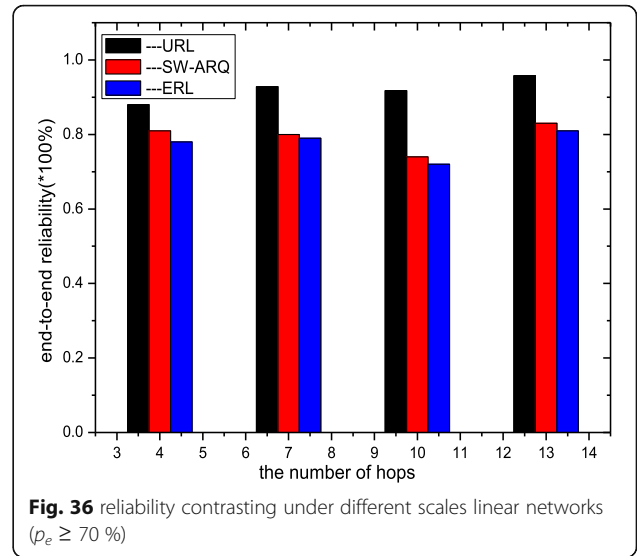 ---URL
---SW-ARQ
---ERL
end-to-end reliability(*100%)
1.0
0.8
0.6
0.4
0.2
0.0
3 4 5 6 7 8 9 10 11 12 13 14
the number of hops
Fig. 36 reliability contrasting under different scales linear networks
(pₑ ≥ 70 %)